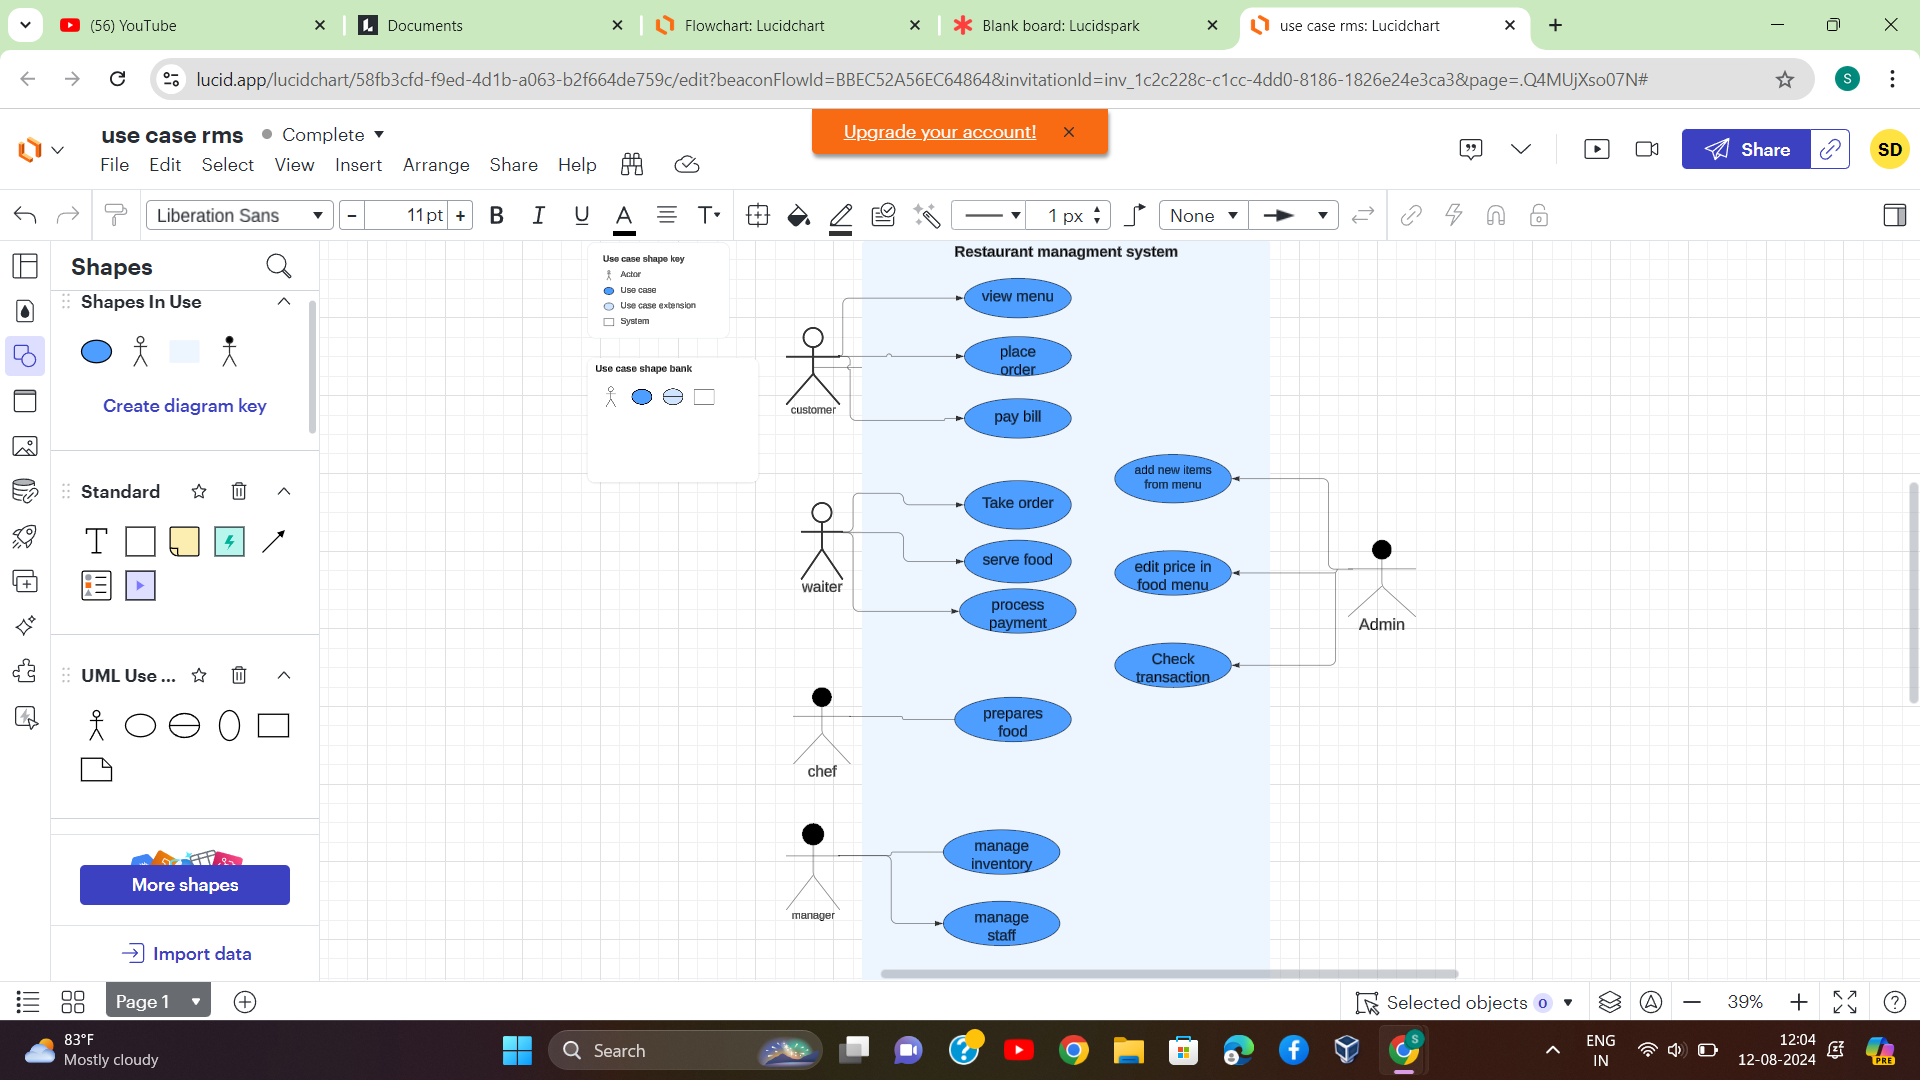 (56) YouTube
Documents
Flowchart: Lucidchart
Blank board: Lucidspark
use case rms: Lucidchart
lucid.app/lucidchart/58fb3cfd-f9ed-4d1b-a063-b2f664de759c/edit?beaconFlowId=BBEC52A56EC64864&invitationId=inv_1c2c228c-c1cc-4dd0-8186-1826e24e3ca3&page=.Q4MUjXso07N#
S
use case rms
Complete
Upgrade your account!
File Edit Select View Insert Arrange Share Help
Share
SD
Liberation Sans
- 11 pt +
B I U A T
1 px
None
Shapes
Shapes In Use
Create diagram key
Standard
T
UML Use ...
More shapes
Import data
Use case shape key
Actor
Use case
Use case extension
System
Use case shape bank
Restaurant managment system
view menu
place
order
pay bill
customer
Take order
serve food
process
payment
waiter
add new items
from menu
edit price in
food menu
Check
transaction
Admin
prepares
food
chef
manage
inventory
manage
staff
manager
Page 1
Selected objects 0
39%
83°F
Mostly cloudy
Search
S
ENG
IN
12:04
12-08-2024
PRE